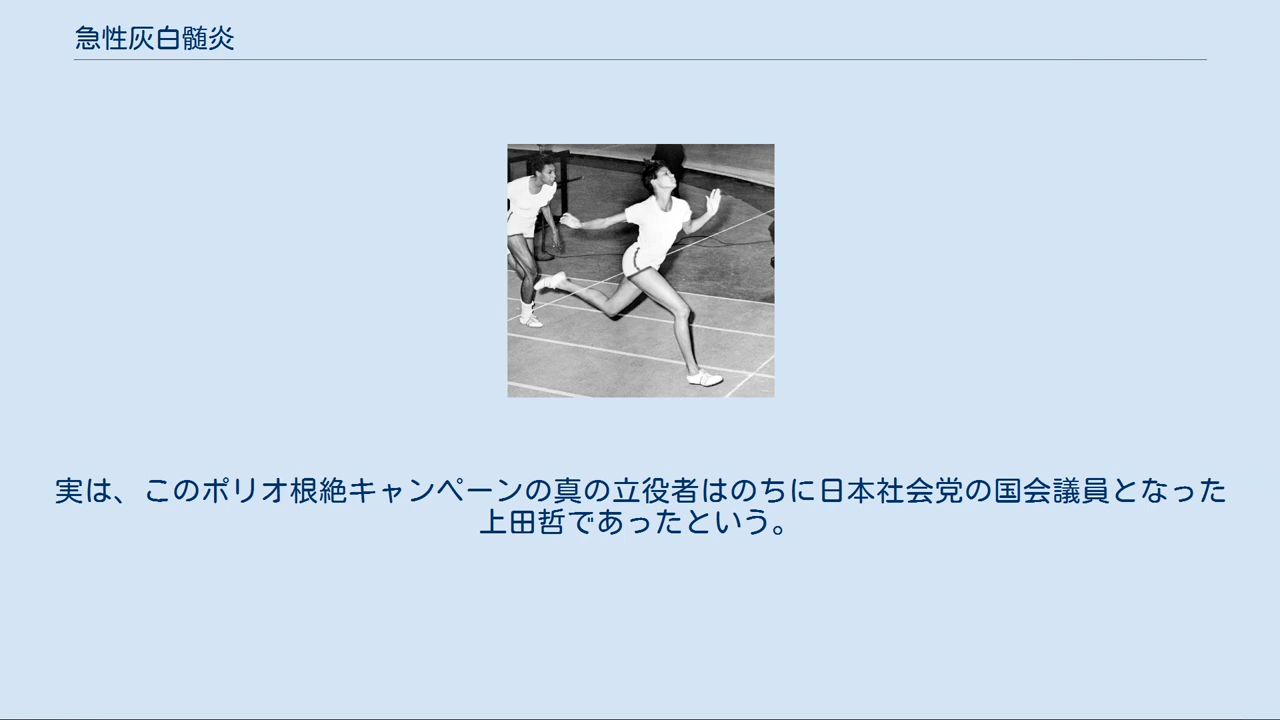 急性灰白髄炎
実は、このポリオ根絶キャンペーンの真の立役者はのちに日本社会党の国会議員となった
上田哲であったという。